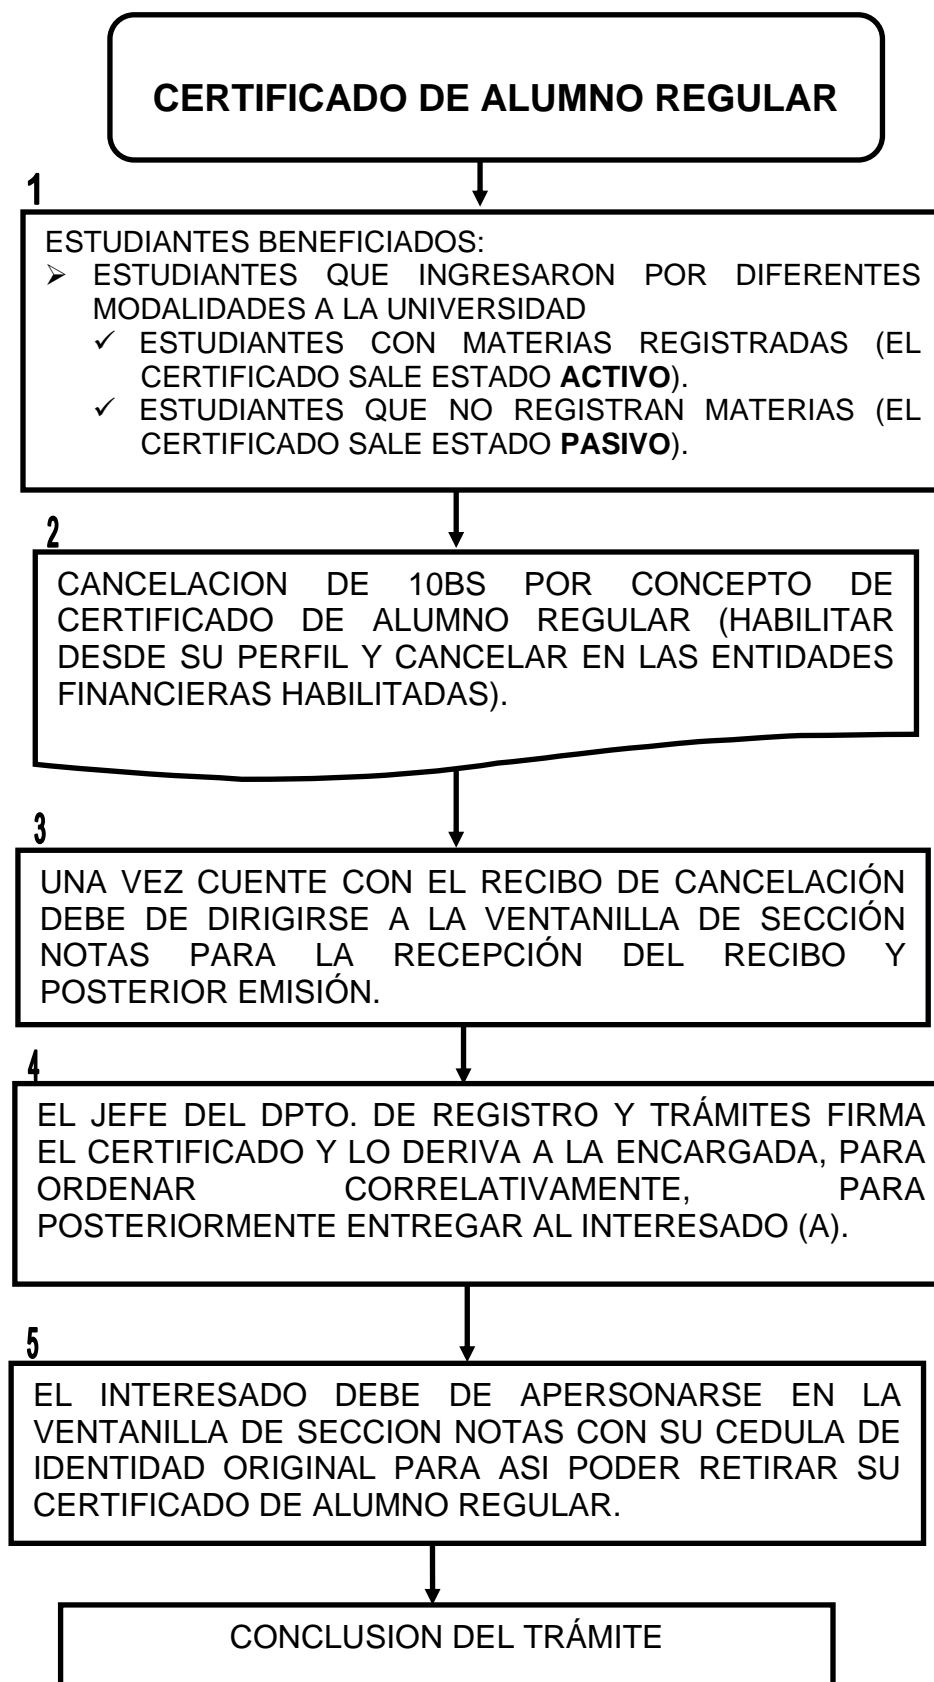 CERTIFICADO DE ALUMNO REGULAR
1
ESTUDIANTES BENEFICIADOS:
➢ ESTUDIANTES QUE INGRESARON POR DIFERENTES
MODALIDADES A LA UNIVERSIDAD
✓ ESTUDIANTES CON MATERIAS REGISTRADAS (EL
CERTIFICADO SALE ESTADO ACTIVO).
✓ ESTUDIANTES QUE NO REGISTRAN MATERIAS (EL
CERTIFICADO SALE ESTADO PASIVO).
2
CANCELACION DE 10BS POR CONCEPTO DE
CERTIFICADO DE ALUMNO REGULAR (HABILITAR
DESDE SU PERFIL Y CANCELAR EN LAS ENTIDADES
FINANCIERAS HABILITADAS).
3
UNA VEZ CUENTE CON EL RECIBO DE CANCELACIÓN
DEBE DE DIRIGIRSE A LA VENTANILLA DE SECCIÓN
NOTAS PARA LA RECEPCIÓN DEL RECIBO Y
POSTERIOR EMISIÓN.
4
EL JEFE DEL DPTO. DE REGISTRO Y TRÁMITES FIRMA
EL CERTIFICADO Y LO DERIVA A LA ENCARGADA, PARA
ORDENAR CORRELATIVAMENTE, PARA
POSTERIORMENTE ENTREGAR AL INTERESADO (A).
5
EL INTERESADO DEBE DE APERSONARSE EN LA
VENTANILLA DE SECCION NOTAS CON SU CEDULA DE
IDENTIDAD ORIGINAL PARA ASI PODER RETIRAR SU
CERTIFICADO DE ALUMNO REGULAR.
CONCLUSION DEL TRÁMITE